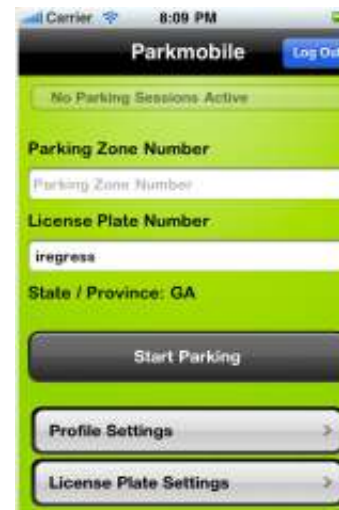 Carrier 8:09 PM
Parkmobile Log Out
No Parking Sessions Active
Parking Zone Number
Parking Zone Number
License Plate Number
iregress
State / Province: GA
Start Parking
Profile Settings
License Plate Settings